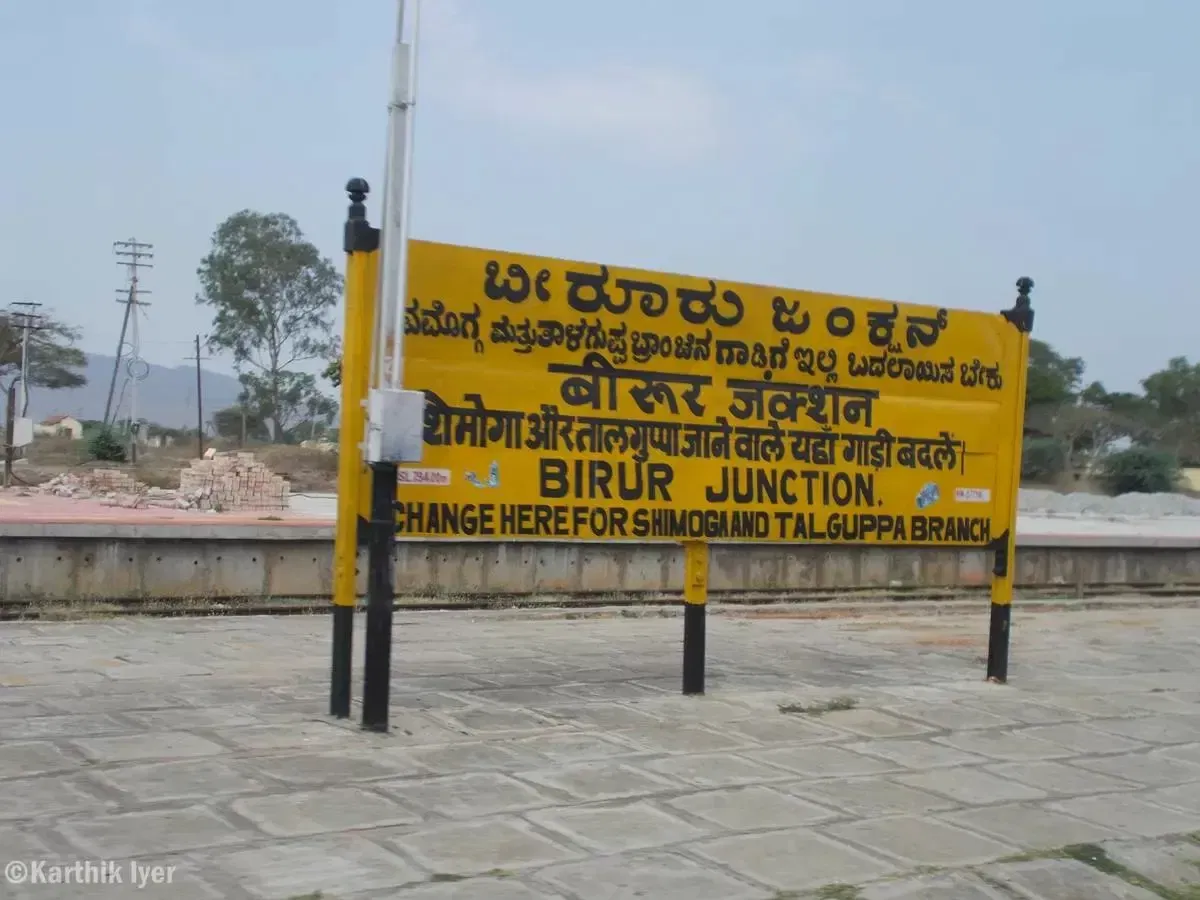 ಬೀರೂರು ಜಂಕ್ಷನ್
ಮತ್ತು ತಾಳಗುಪ್ಪ ಬ್ರಾಂಚಿನ ಗಾಡಿಗೆ ಇಲ್ಲಿ ಬದಲಾಯಿಸ ಬೇಕು
बीरूर जंक्शन
शिमोगा और तालगुप्पा जाने वाले यहाँ गाड़ी बदलें।
BIRUR JUNCTION.
CHANGE HERE FOR SHIMOGA AND TALGUPPA BRANCH
©Karthik Iyer